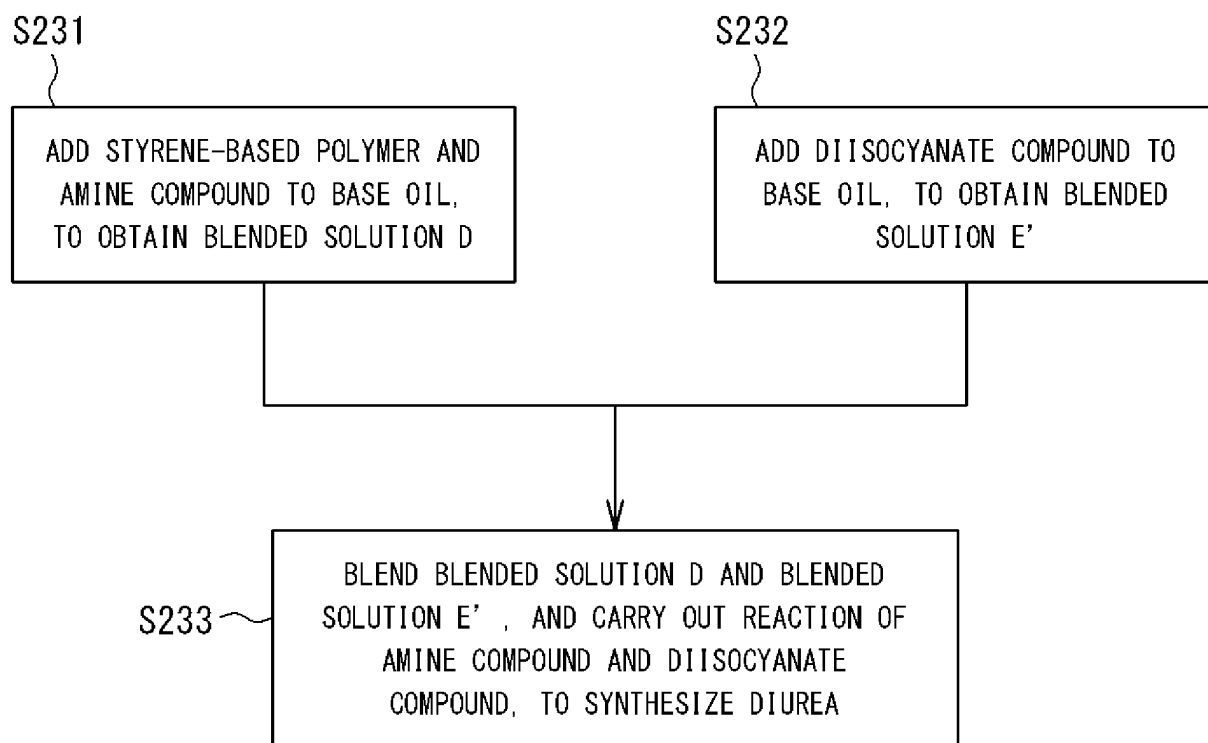 S231
ADD STYRENE-BASED POLYMER AND
AMINE COMPOUND TO BASE OIL,
TO OBTAIN BLENDED SOLUTION D
S232
ADD DIISOCYANATE COMPOUND TO
BASE OIL, TO OBTAIN BLENDED
SOLUTION E'
S233
BLEND BLENDED SOLUTION D AND BLENDED
SOLUTION E', AND CARRY OUT REACTION OF
AMINE COMPOUND AND DIISOCYANATE
COMPOUND, TO SYNTHESIZE DIUREA